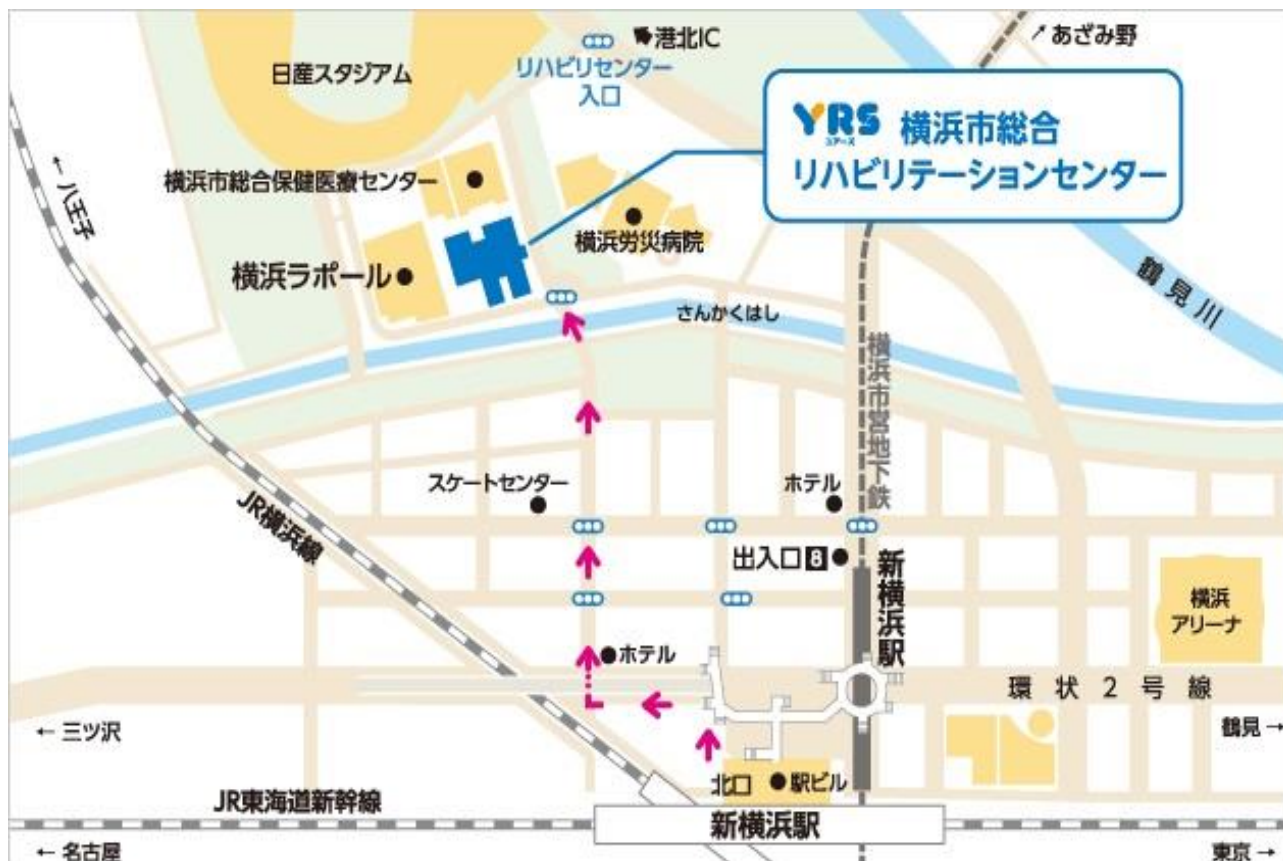 港北IC
↗あざみ野
日産スタジアム
リハビリセンター
入口
YRS
ユアーズ
横浜市総合
リハビリテーションセンター
←八王子
横浜市総合保健医療センター
横浜労災病院
横浜ラポール
さんかくはし
鶴見川
横浜市営地下鉄
スケートセンター
ホテル
JR横浜線
出入口8
新横浜駅
横浜
アリーナ
ホテル
環状2号線
←三ツ沢
鶴見→
北口
駅ビル
JR東海道新幹線
新横浜駅
←名古屋
東京→